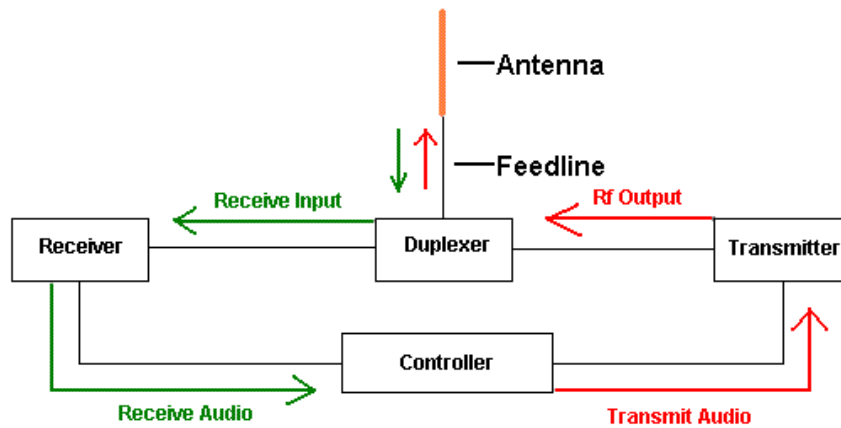 Antenna
Feedline
Receive Input
Rf Output
Receiver
Duplexer
Transmitter
Controller
Receive Audio
Transmit Audio